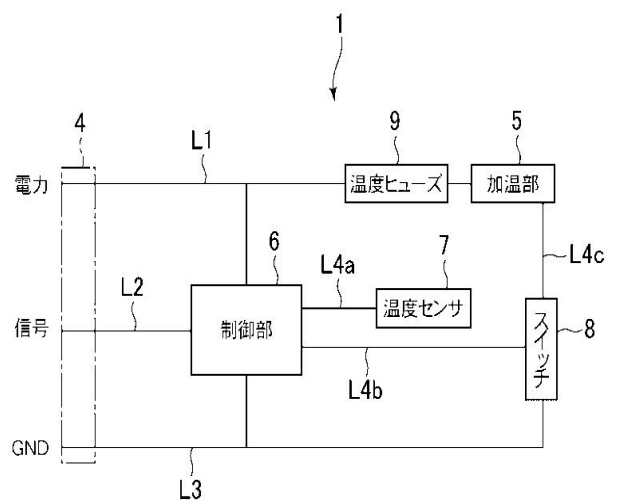 1
4
L1
9
5
電力
温度ヒューズ
加温部
6
L4a
7
L4c
L2
温度センサ
信号
制御部
スイッチ
8
L4b
GND
L3